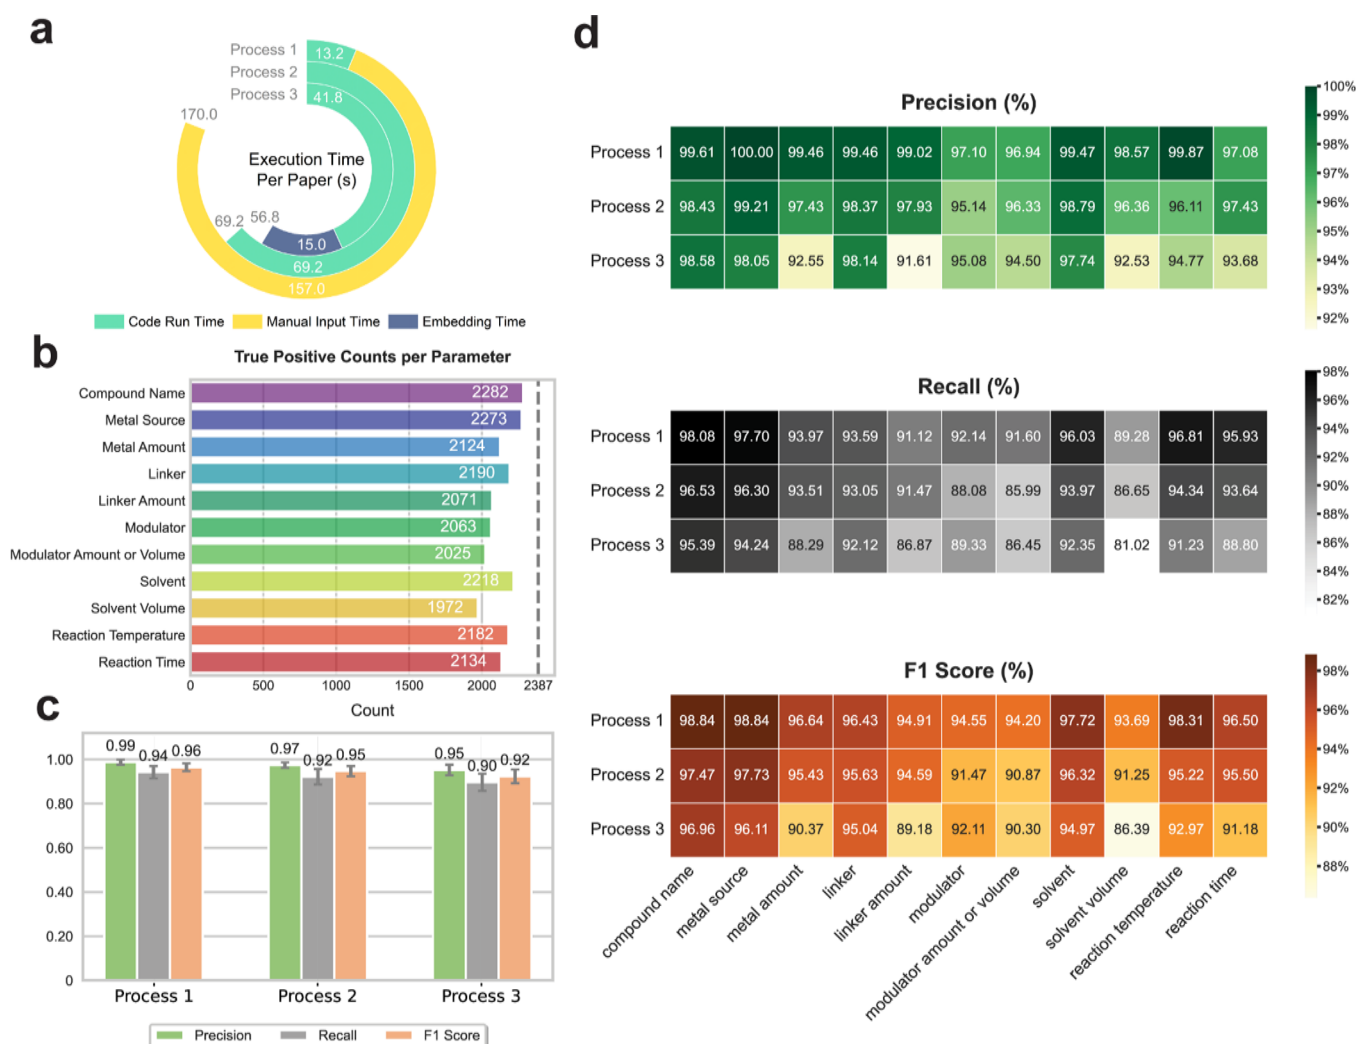 a
Process 1
13.2
Process 2
Process 3
41.8
170.0
Execution Time
Per Paper (s)
69.2
56.8
15.0
69.2
157.0
Code Run Time
Manual Input Time
Embedding Time
b
True Positive Counts per Parameter
Compound Name 2282
Metal Source 2273
Metal Amount 2124
Linker 2190
Linker Amount 2071
Modulator 2063
Modulator Amount or Volume 2025
Solvent 2218
Solvent Volume 1972
Reaction Temperature 2182
Reaction Time 2134
0 500 1000 1500 2000 2387
Count
c
0.99 0.94 0.96 0.97 0.92 0.95 0.95 0.90 0.92
1.00
0.80
0.60
0.40
0.20
0
Process 1 Process 2 Process 3
Precision Recall F1 Score
d
Precision (%)
Process 1 99.61 100.00 99.46 99.46 99.02 97.10 96.94 99.47 98.57 99.87 97.08
Process 2 98.43 99.21 97.43 98.37 97.93 95.14 96.33 98.79 96.36 96.11 97.43
Process 3 98.58 98.05 92.55 98.14 91.61 95.08 94.50 97.74 92.53 94.77 93.68
100%
99%
98%
97%
96%
95%
94%
93%
92%
Recall (%)
Process 1 98.08 97.70 93.97 93.59 91.12 92.14 91.60 96.03 89.28 96.81 95.93
Process 2 96.53 96.30 93.51 93.05 91.47 88.08 85.99 93.97 86.65 94.34 93.64
Process 3 95.39 94.24 88.29 92.12 86.87 89.33 86.45 92.35 81.02 91.23 88.80
98%
96%
94%
92%
90%
88%
86%
84%
82%
F1 Score (%)
Process 1 98.84 98.84 96.64 96.43 94.91 94.55 94.20 97.72 93.69 98.31 96.50
Process 2 97.47 97.73 95.43 95.63 94.59 91.47 90.87 96.32 91.25 95.22 95.50
Process 3 96.96 96.11 90.37 95.04 89.18 92.11 90.30 94.97 86.39 92.97 91.18
98%
96%
94%
92%
90%
88%
compound name
metal source
metal amount
linker
linker amount
modulator
modulator amount or volume
solvent
solvent volume
reaction temperature
reaction time